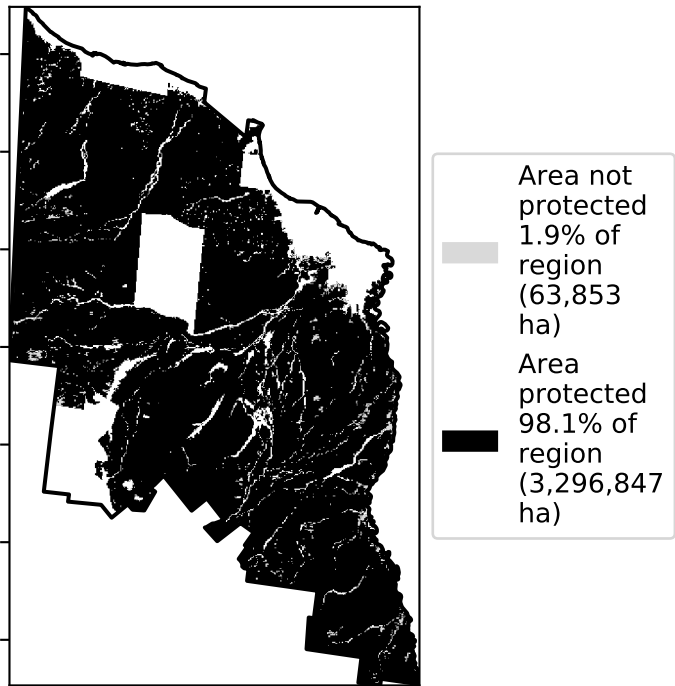 Area not
protected
1.9% of
region
(63,853
ha)
Area
protected
98.1% of
region
(3,296,847
ha)